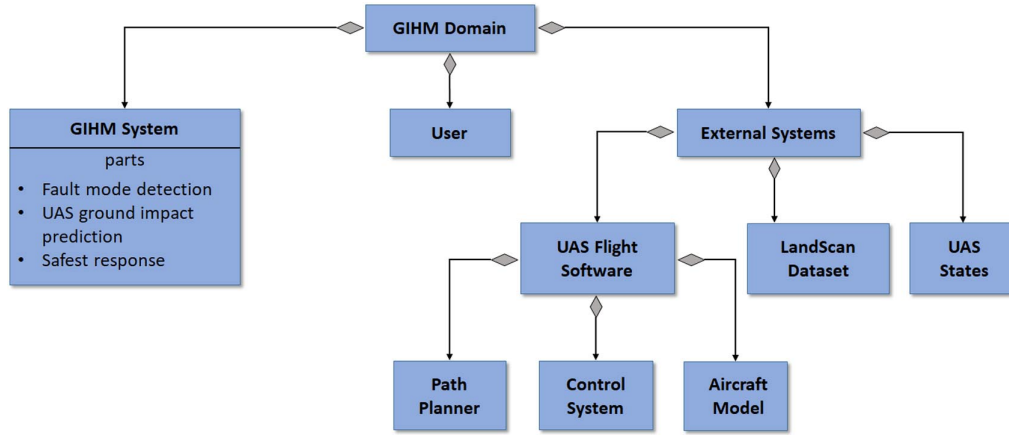 GIHM Domain
GIHM System
parts
• Fault mode detection
• UAS ground impact
prediction
• Safest response
User
External Systems
UAS Flight
Software
LandScan
Dataset
UAS
States
Path
Planner
Control
System
Aircraft
Model